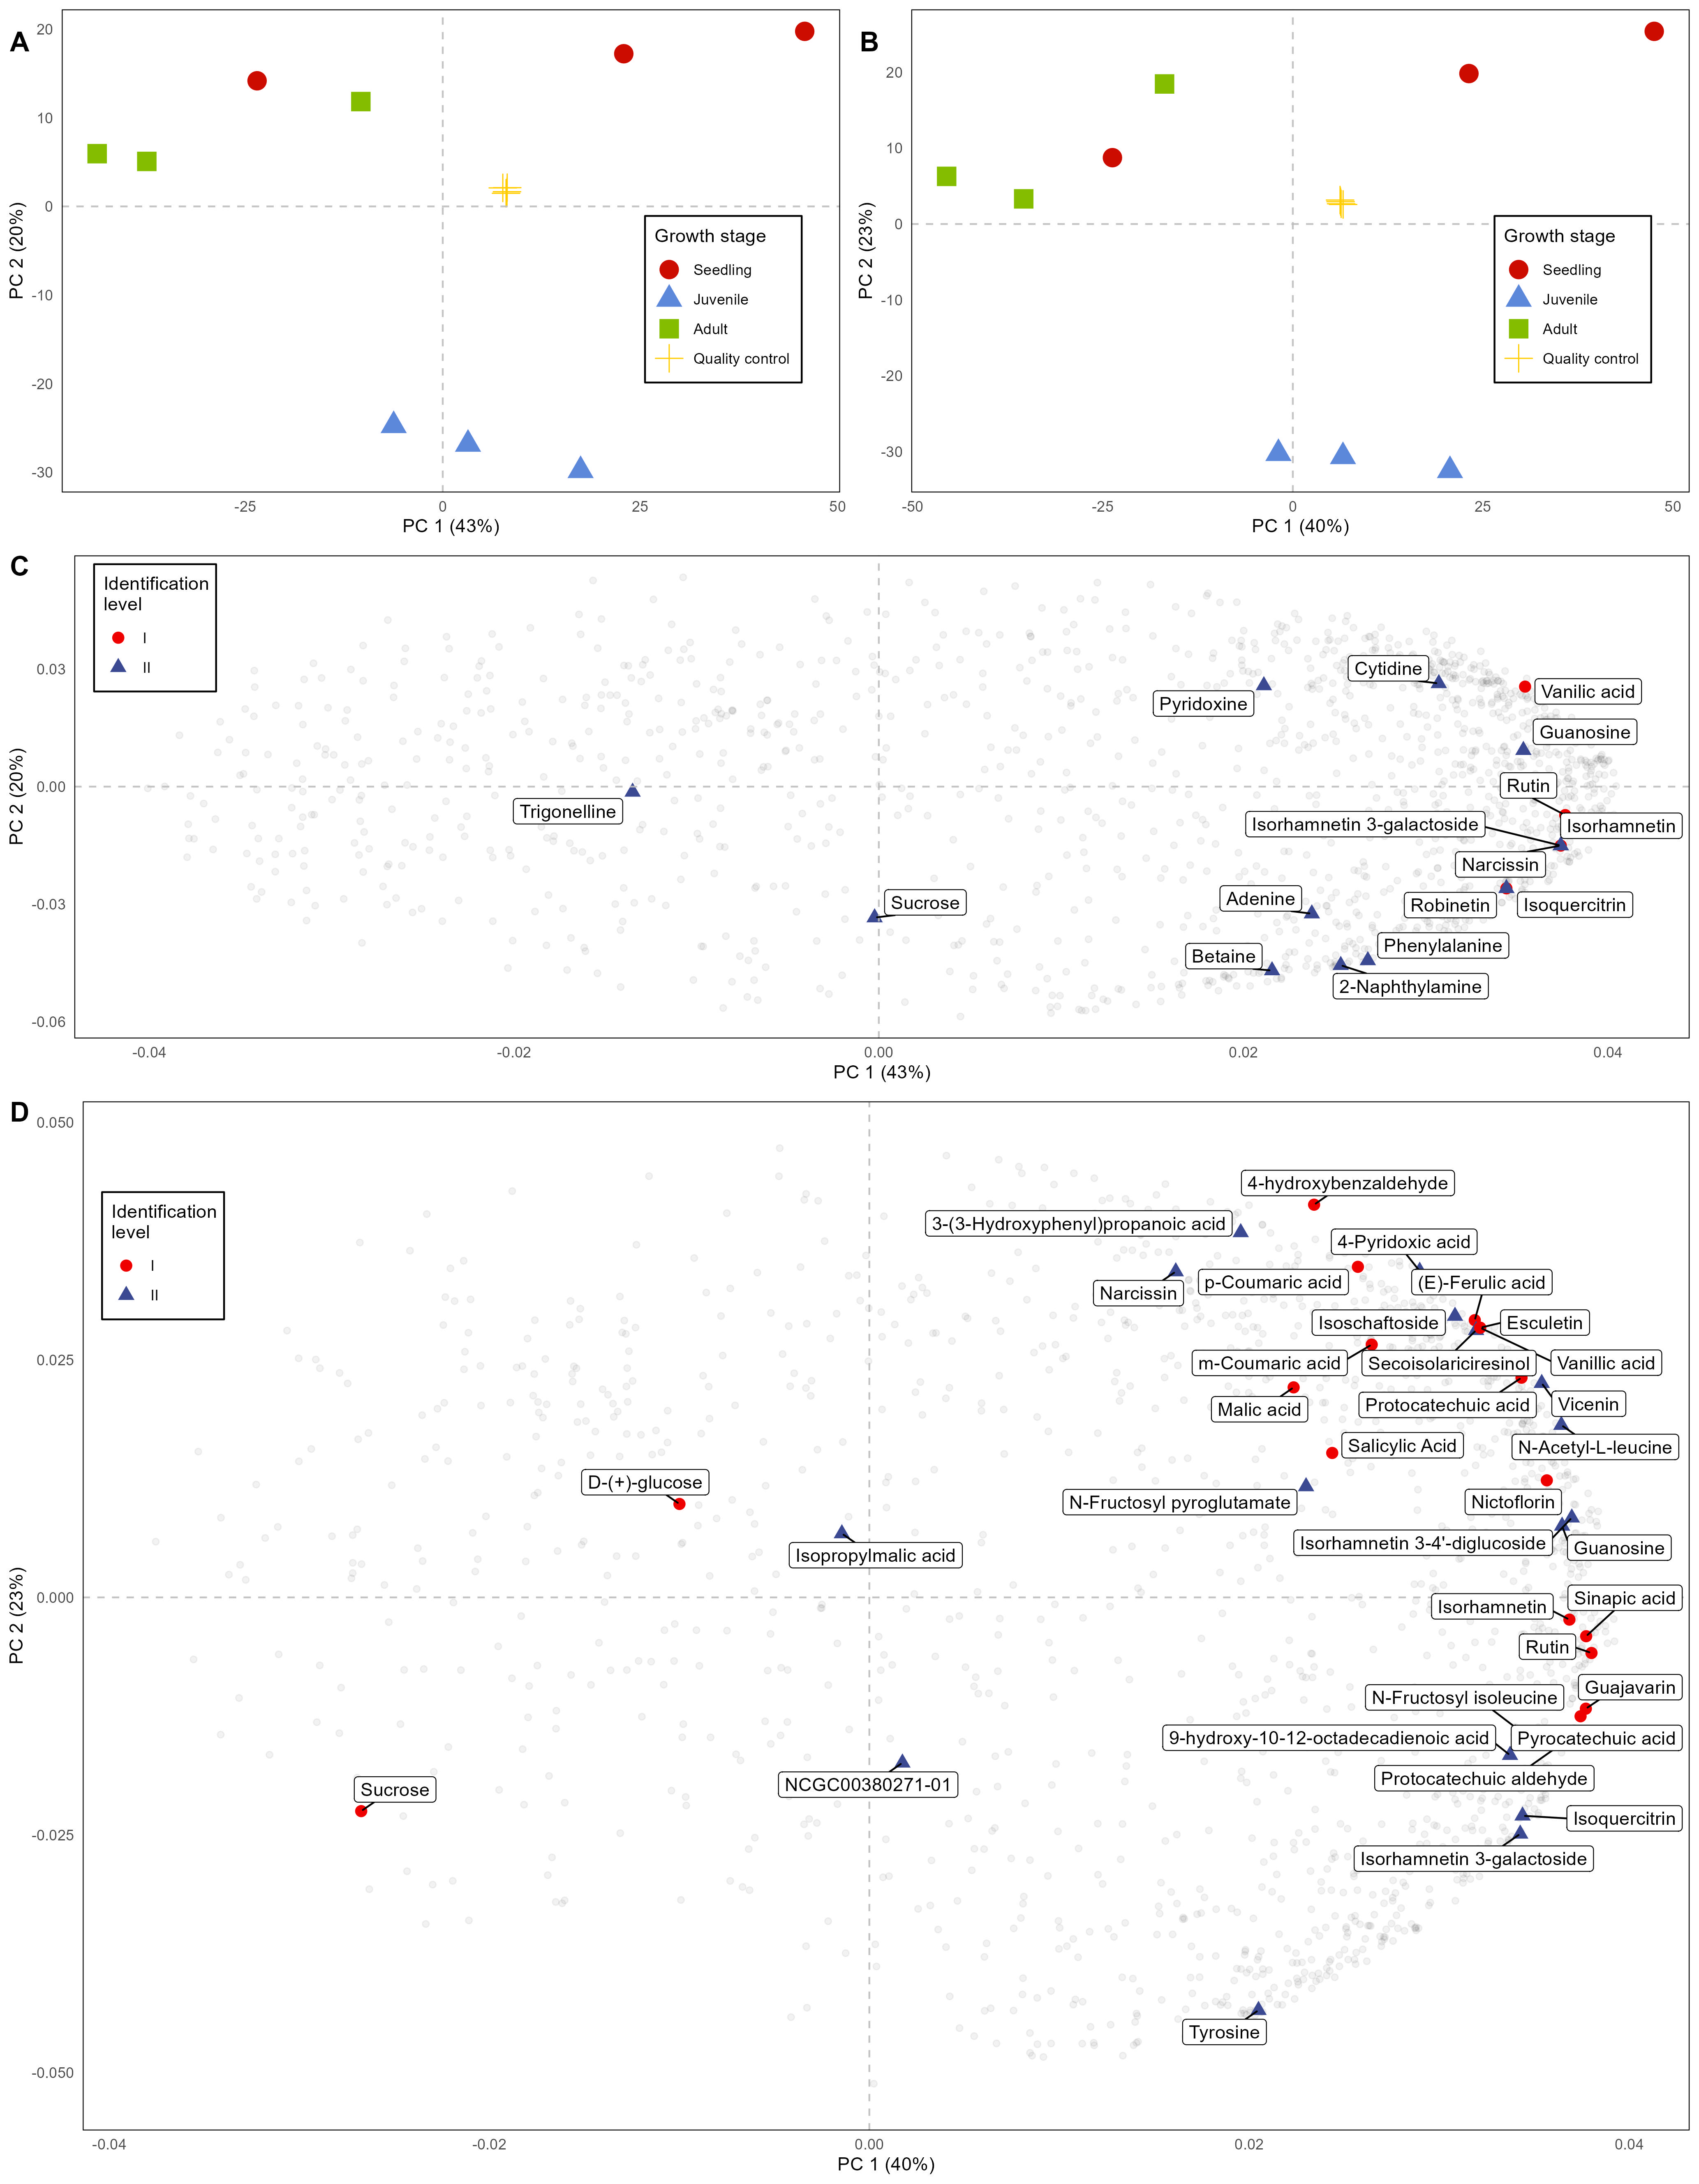 A
20
10
0
-10
-20
-30
PC 2 (20%)
-25
0
25
50
PC 1 (43%)
Growth stage
Seedling
Juvenile
Adult
Quality control
B
20
10
0
-10
-20
-30
PC 2 (23%)
-50
-25
0
25
50
PC 1 (40%)
Growth stage
Seedling
Juvenile
Adult
Quality control
C
Identification
level
I
II
0.03
0.00
-0.03
-0.06
PC 2 (20%)
Cytidine
Pyridoxine
Vanilic acid
Guanosine
Rutin
Trigonelline
Isorhamnetin 3-galactoside
Isorhamnetin
Narcissin
Sucrose
Adenine
Robinetin
Isoquercitrin
Phenylalanine
Betaine
2-Naphthylamine
-0.04
-0.02
0.00
0.02
0.04
PC 1 (43%)
D
Identification
level
I
II
0.050
0.025
0.000
-0.025
-0.050
PC 2 (23%)
4-hydroxybenzaldehyde
3-(3-Hydroxyphenyl)propanoic acid
4-Pyridoxic acid
p-Coumaric acid
(E)-Ferulic acid
Narcissin
Isoschaftoside
Esculetin
m-Coumaric acid
Secoisolariciresinol
Vanillic acid
Malic acid
Protocatechuic acid
Vicenin
Salicylic Acid
N-Acetyl-L-leucine
D-(+)-glucose
N-Fructosyl pyroglutamate
Nictoflorin
Isopropylmalic acid
Isorhamnetin 3-4'-diglucoside
Guanosine
Isorhamnetin
Sinapic acid
Rutin
N-Fructosyl isoleucine
Guajavarin
9-hydroxy-10-12-octadecadienoic acid
Pyrocatechuic acid
NCGC00380271-01
Protocatechuic aldehyde
Sucrose
Isoquercitrin
Isorhamnetin 3-galactoside
Tyrosine
-0.04
-0.02
0.00
0.02
0.04
PC 1 (40%)